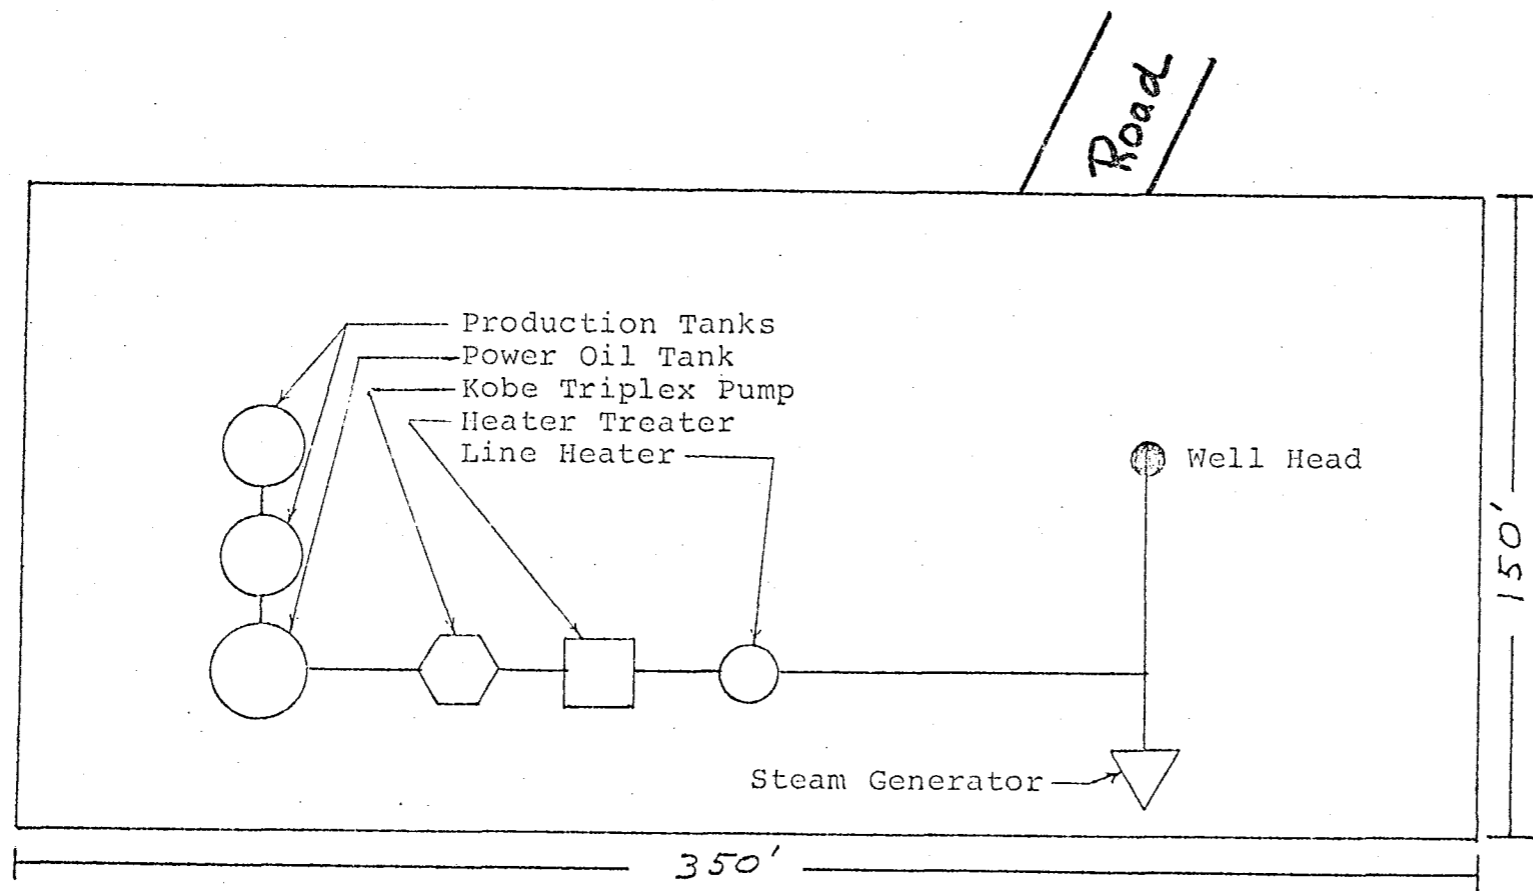 Road
Production Tanks
Power Oil Tank
Kobe Triplex Pump
Heater Treater
Line Heater
Well Head
150'
Steam Generator
350'